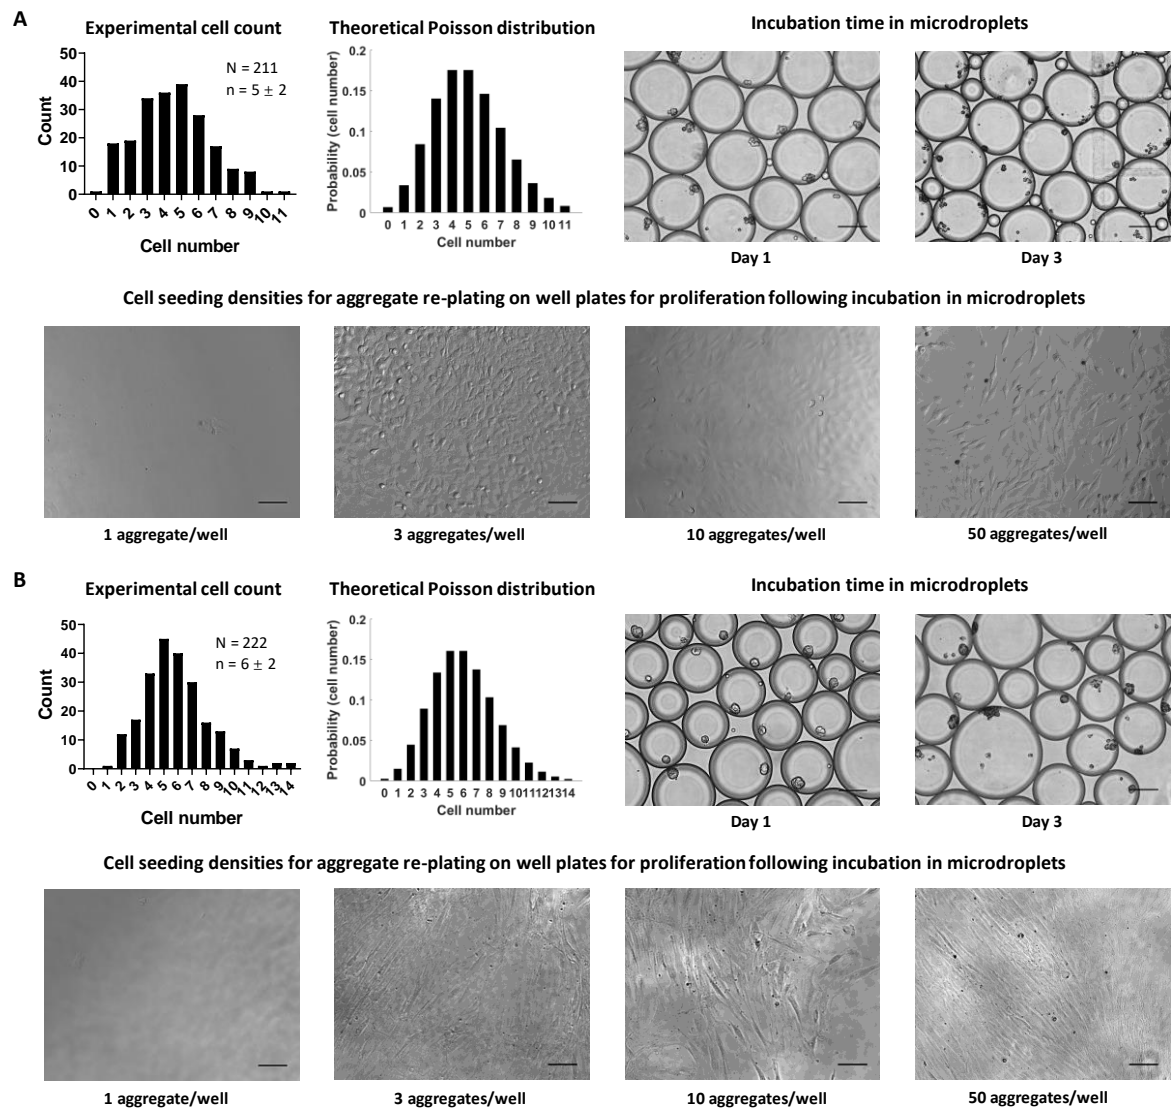 A
Experimental cell count
Theoretical Poisson distribution
Incubation time in microdroplets
50
40
30
20
10
0
Count
N = 211
n = 5 ± 2
0 1 2 3 4 5 6 7 8 9 10 11
Cell number
0.2
0.15
0.1
0.05
0
Probability (cell number)
0 1 2 3 4 5 6 7 8 9 10 11
Cell number
Day 1
Day 3
Cell seeding densities for aggregate re-plating on well plates for proliferation following incubation in microdroplets
1 aggregate/well
3 aggregates/well
10 aggregates/well
50 aggregates/well
B
Experimental cell count
Theoretical Poisson distribution
Incubation time in microdroplets
50
40
30
20
10
0
Count
N = 222
n = 6 ± 2
0 1 2 3 4 5 6 7 8 9 10 11 12 13 14
Cell number
0.2
0.15
0.1
0.05
0
Probability (cell number)
0 1 2 3 4 5 6 7 8 9 1011121314
Cell number
Day 1
Day 3
Cell seeding densities for aggregate re-plating on well plates for proliferation following incubation in microdroplets
1 aggregate/well
3 aggregates/well
10 aggregates/well
50 aggregates/well